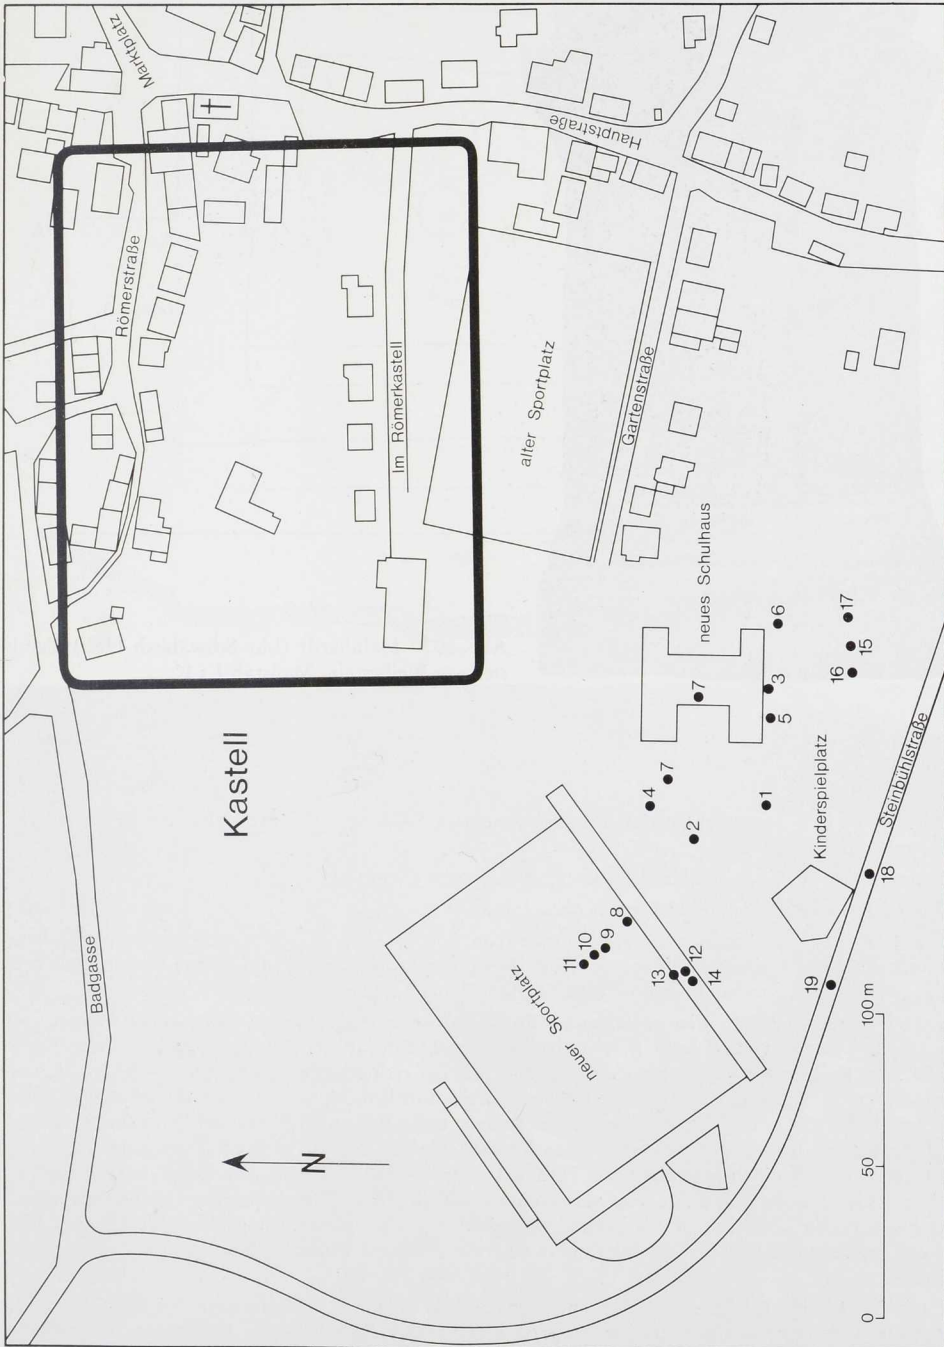 Marktplatz
Hauptstraße
Römerstraße
Im Römerkastell
alter Sportplatz
Gartenstraße
neues Schulhaus
Kastell
Badgasse
neuer Sportplatz
Kinderspielplatz
Steinbühlstraße
N
7
6
17
15
16
3
5
7
4
2
1
18
8
9
10
11
13
12
14
19
0
50
100 m